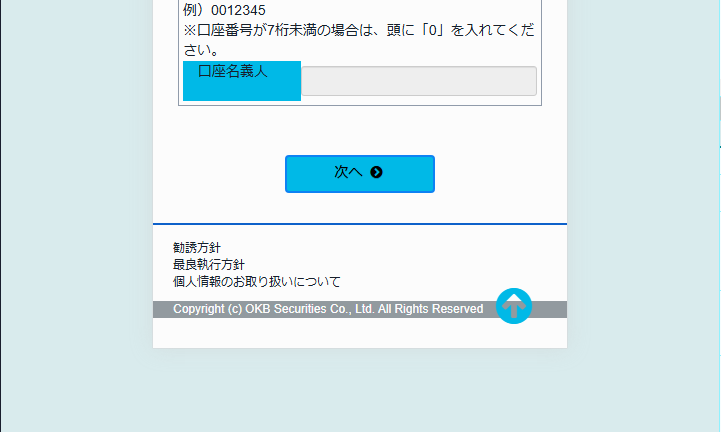 例）0012345
※口座番号が7桁未満の場合は、頭に「0」を入れてくだ
さい。
口座名義人
次へ
勧誘方針
最良執行方針
個人情報のお取り扱いについて
Copyright (c) OKB Securities Co., Ltd. All Rights Reserved